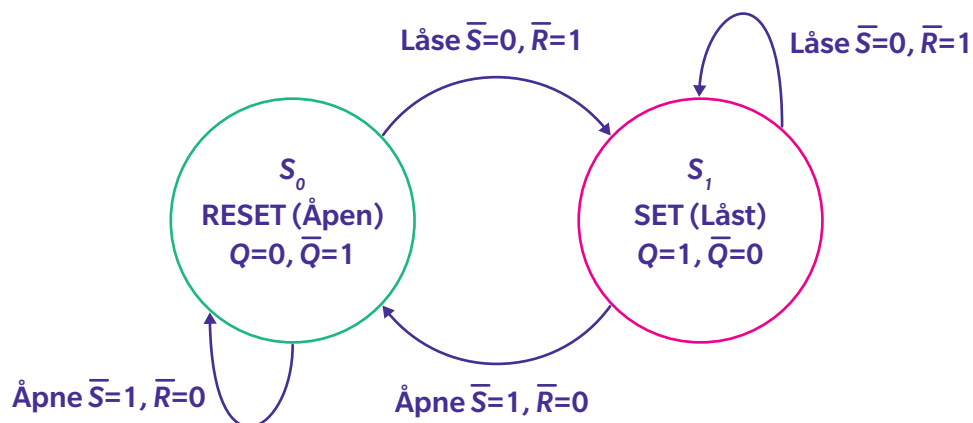 Låse S̅=0, R̅=1
Låse S̅=0, R̅=1
S₀
RESET (Åpen)
Q=0, Q̅=1
S₁
SET (Låst)
Q=1, Q̅=0
Åpne S̅=1, R̅=0
Åpne S̅=1, R̅=0